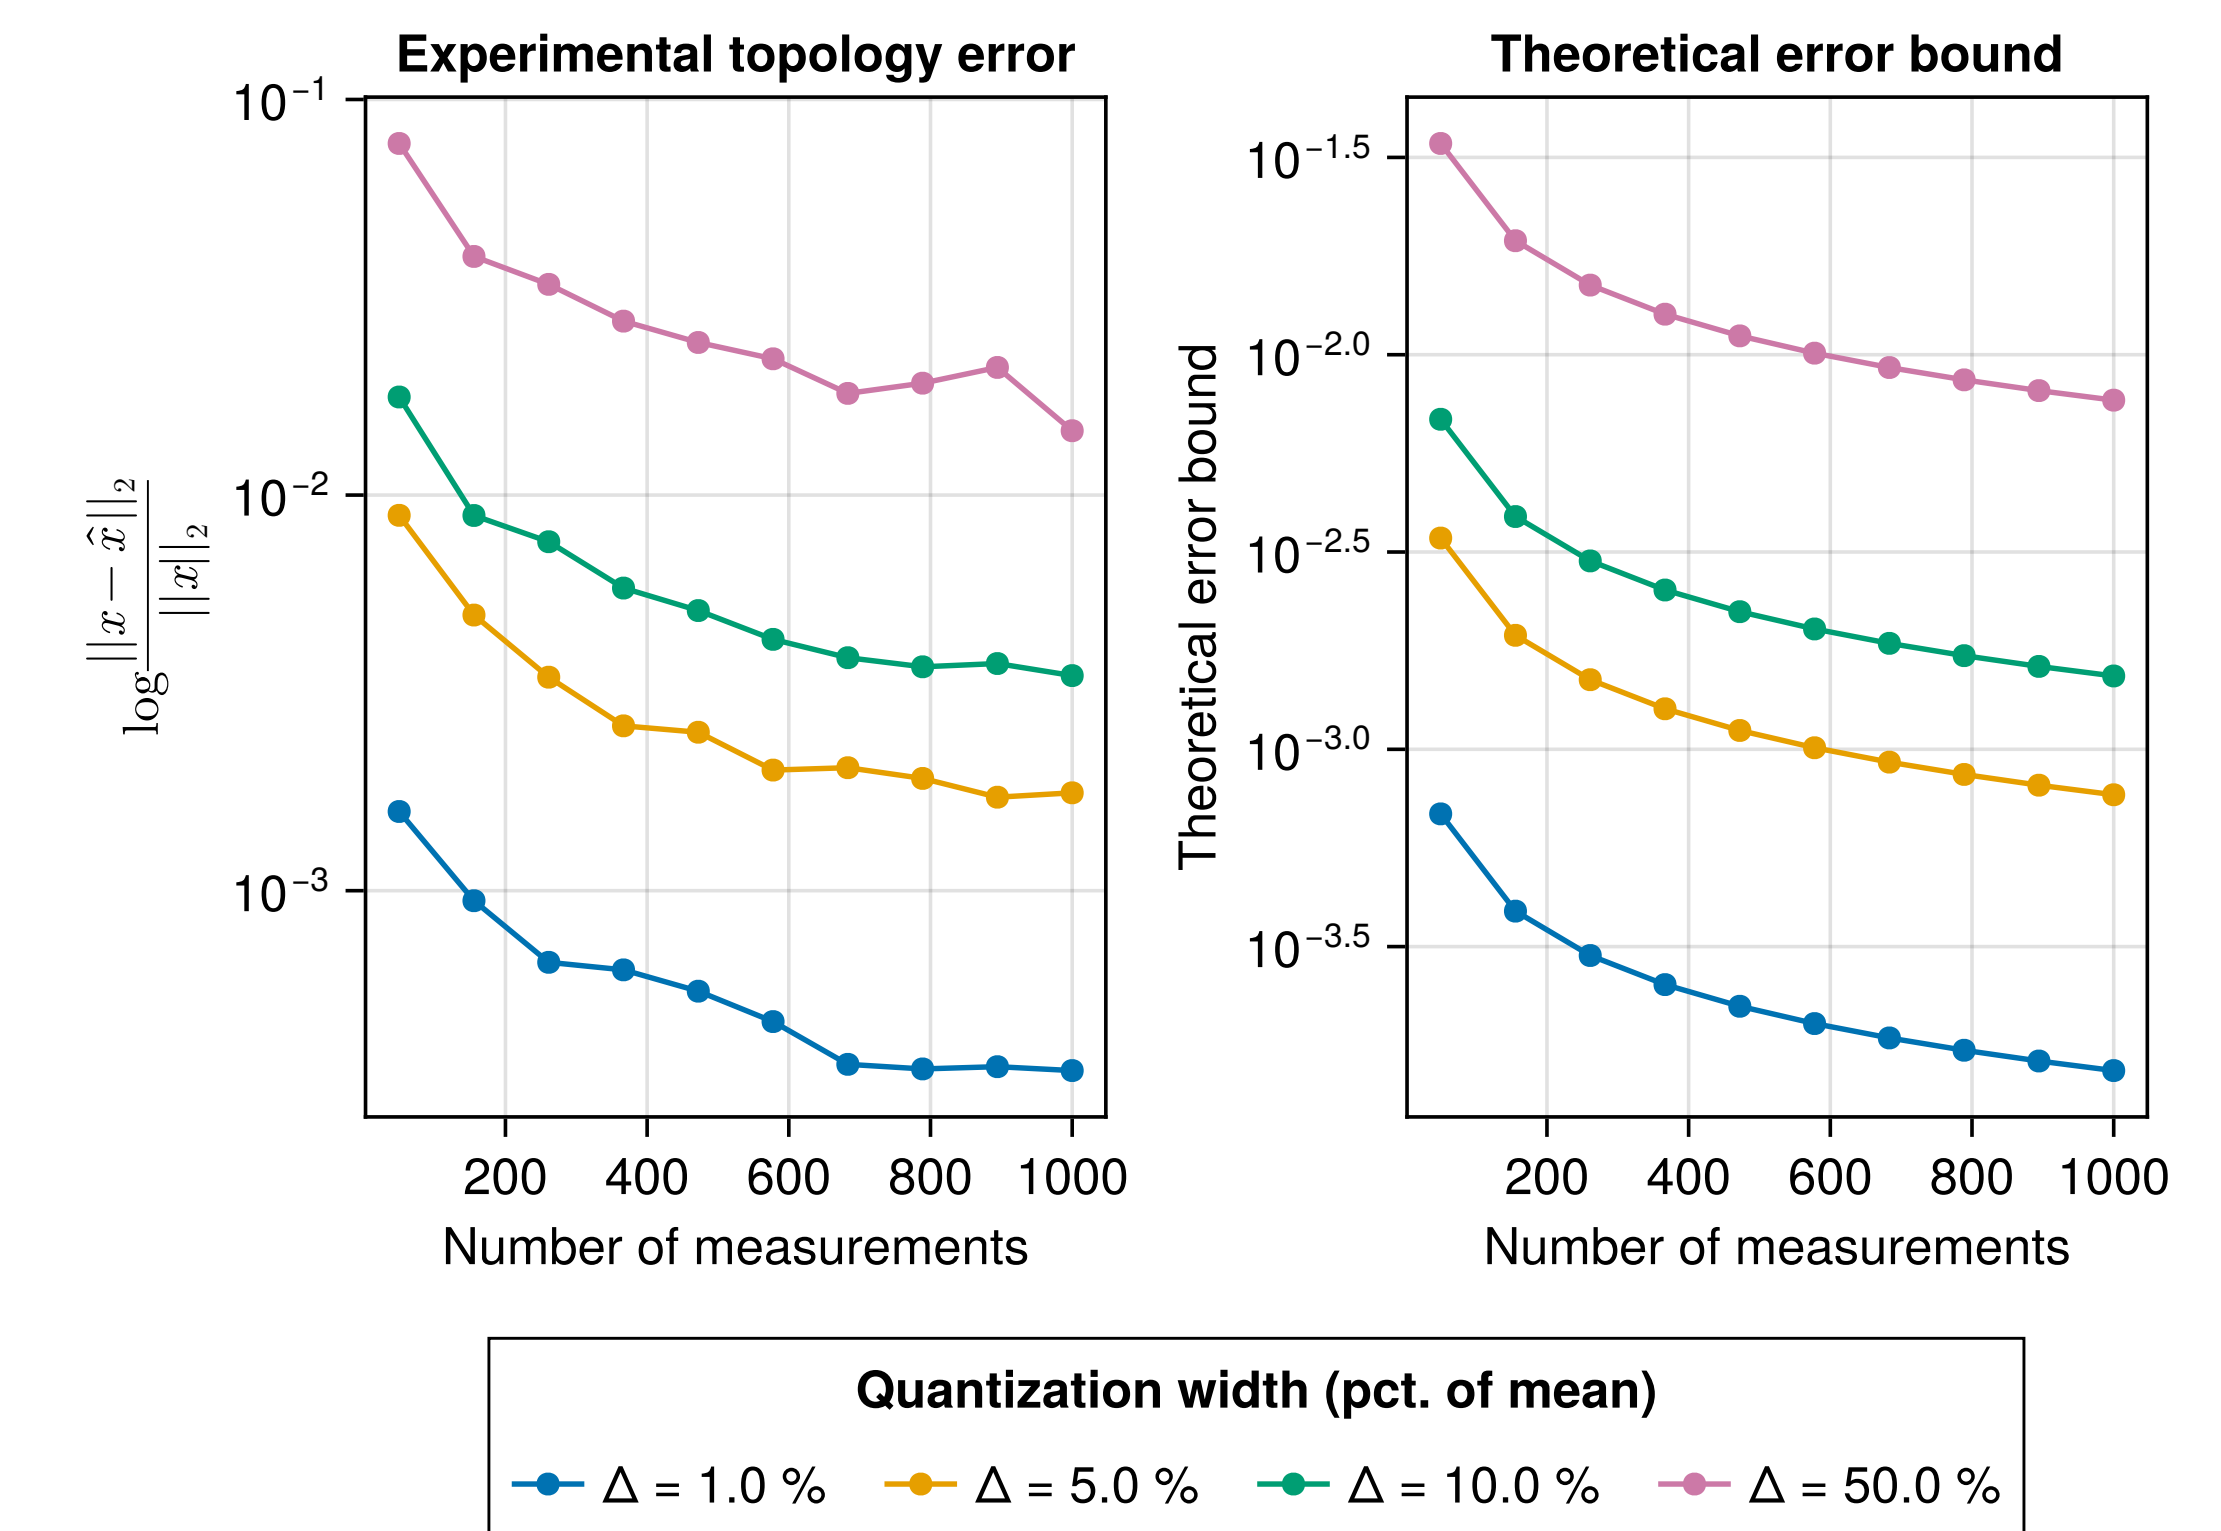 Experimental topology error
Theoretical error bound
10⁻¹
10⁻²
10⁻³
log ||x − x̂||₂ / ||x||₂
200 400 600 800 1000
Number of measurements
10⁻¹·⁵
10⁻²·⁰
10⁻²·⁵
10⁻³·⁰
10⁻³·⁵
Theoretical error bound
200 400 600 800 1000
Number of measurements
Quantization width (pct. of mean)
Δ = 1.0 % Δ = 5.0 % Δ = 10.0 % Δ = 50.0 %